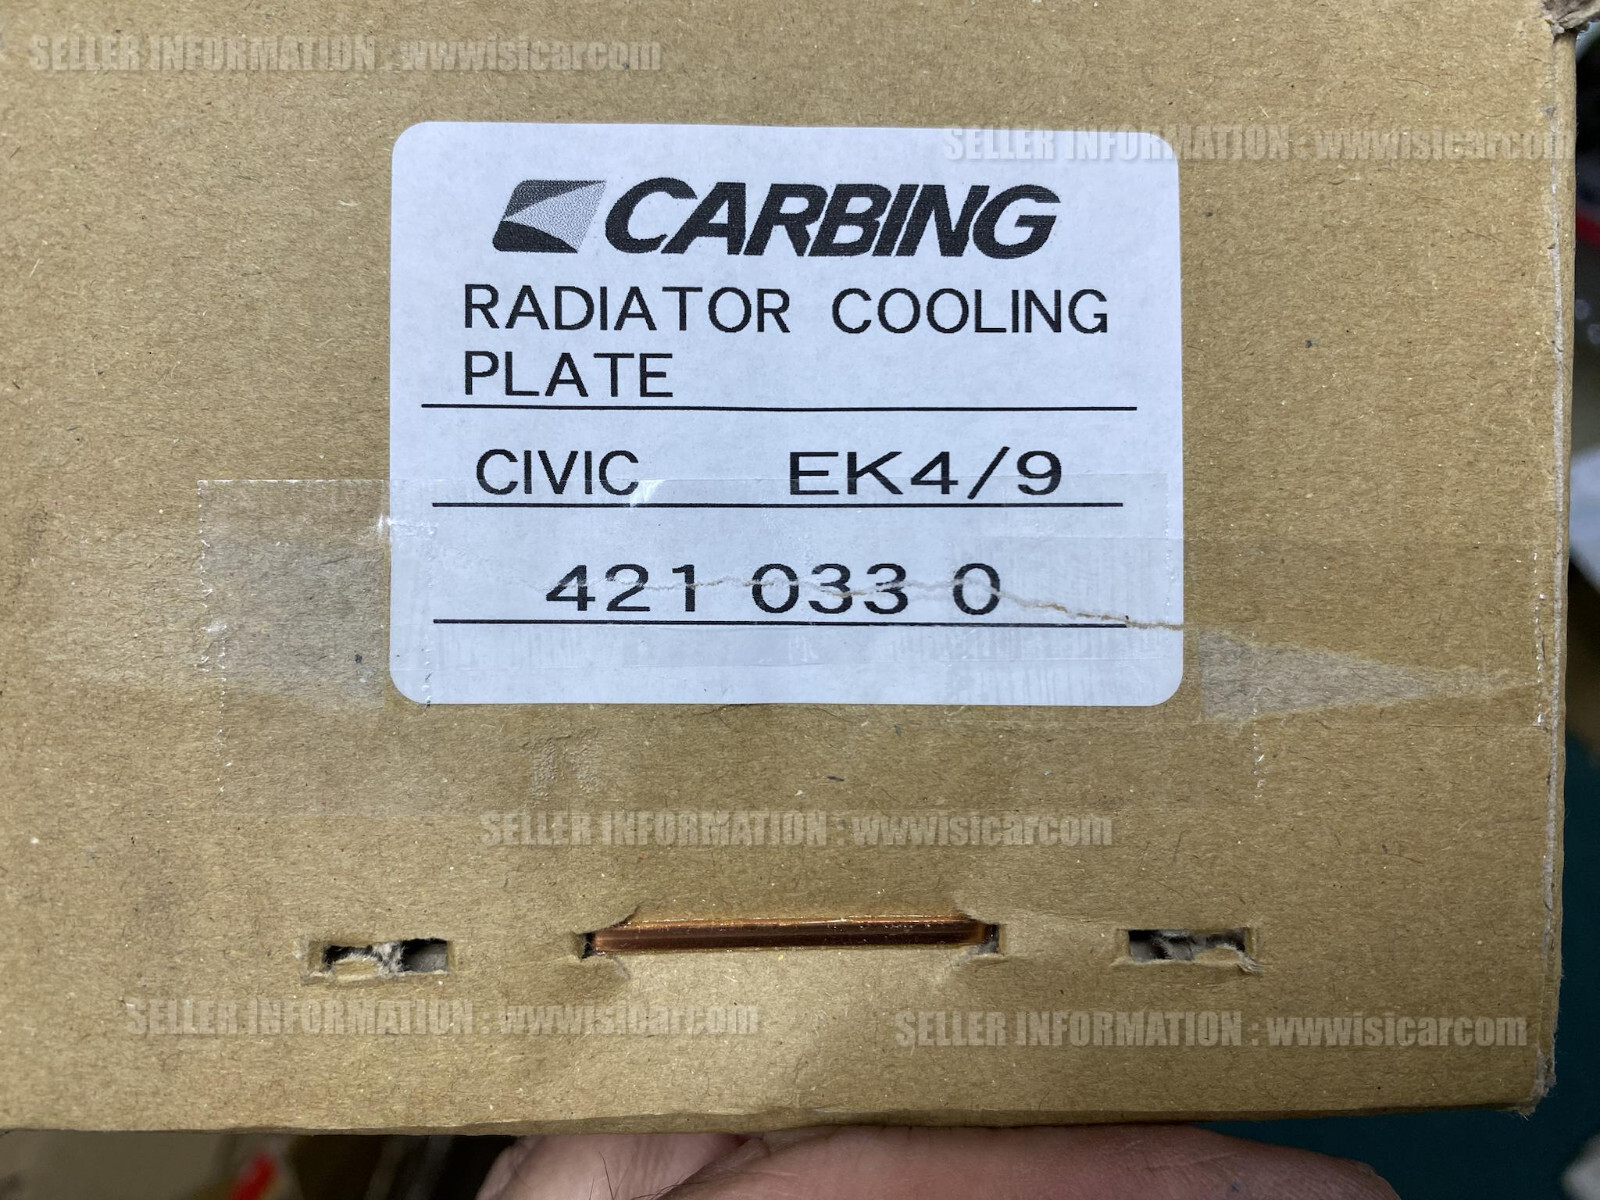 SELLER INFORMATION : wwwisicarcom
SELLER INFORMATION : wwwisicarcom
CARBING
RADIATOR COOLING
PLATE
CIVIC EK4/9
421 033 0
SELLER INFORMATION : wwwisicarcom
SELLER INFORMATION : wwwisicarcom
SELLER INFORMATION : wwwisicarcom